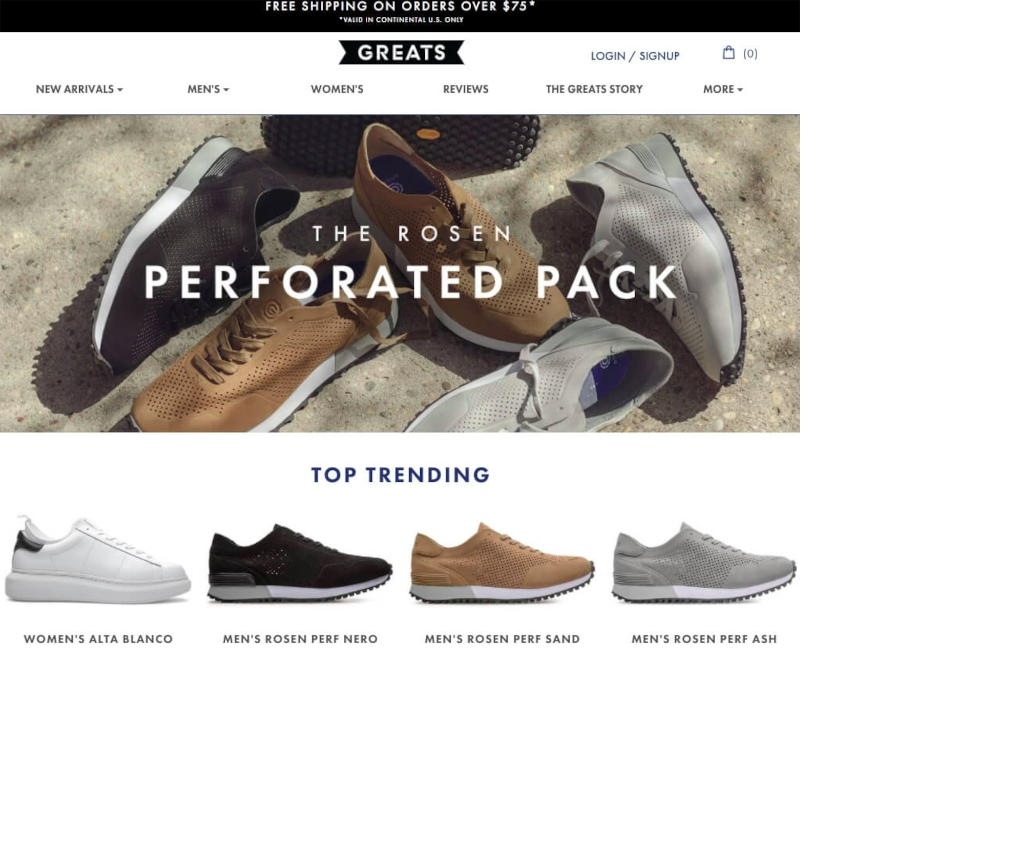 FREE SHIPPING ON ORDERS OVER $75*
*VALID IN CONTINENTAL U.S. ONLY
GREATS
LOGIN / SIGNUP (0)
NEW ARRIVALS MEN'S WOMEN'S REVIEWS THE GREATS STORY MORE
THE ROSEN
PERFORATED PACK
TOP TRENDING
WOMEN'S ALTA BLANCO MEN'S ROSEN PERF NERO MEN'S ROSEN PERF SAND MEN'S ROSEN PERF ASH